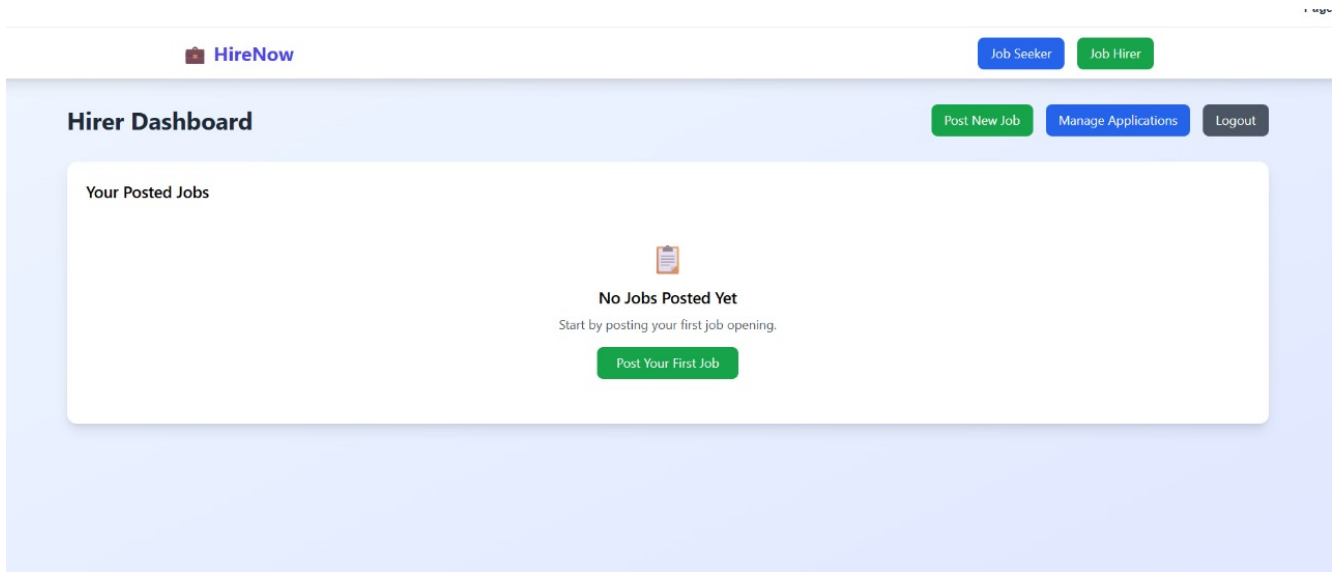 HireNow
Job Seeker
Job Hirer
Hirer Dashboard
Post New Job
Manage Applications
Logout
Your Posted Jobs
No Jobs Posted Yet
Start by posting your first job opening.
Post Your First Job